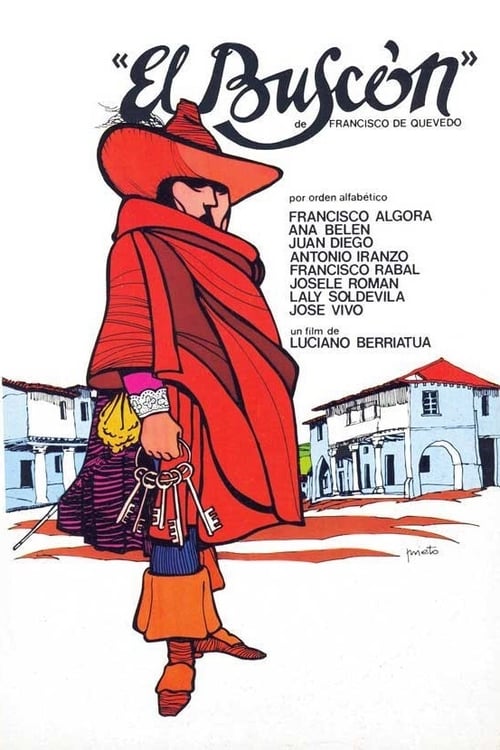 "El Buscón"
de FRANCISCO DE QUEVEDO
por orden alfabético
FRANCISCO ALGORA
ANA BELEN
JUAN DIEGO
ANTONIO IRANZO
FRANCISCO RABAL
JOSELE ROMAN
LALY SOLDEVILA
JOSE VIVO
un film de
LUCIANO BERRIATUA